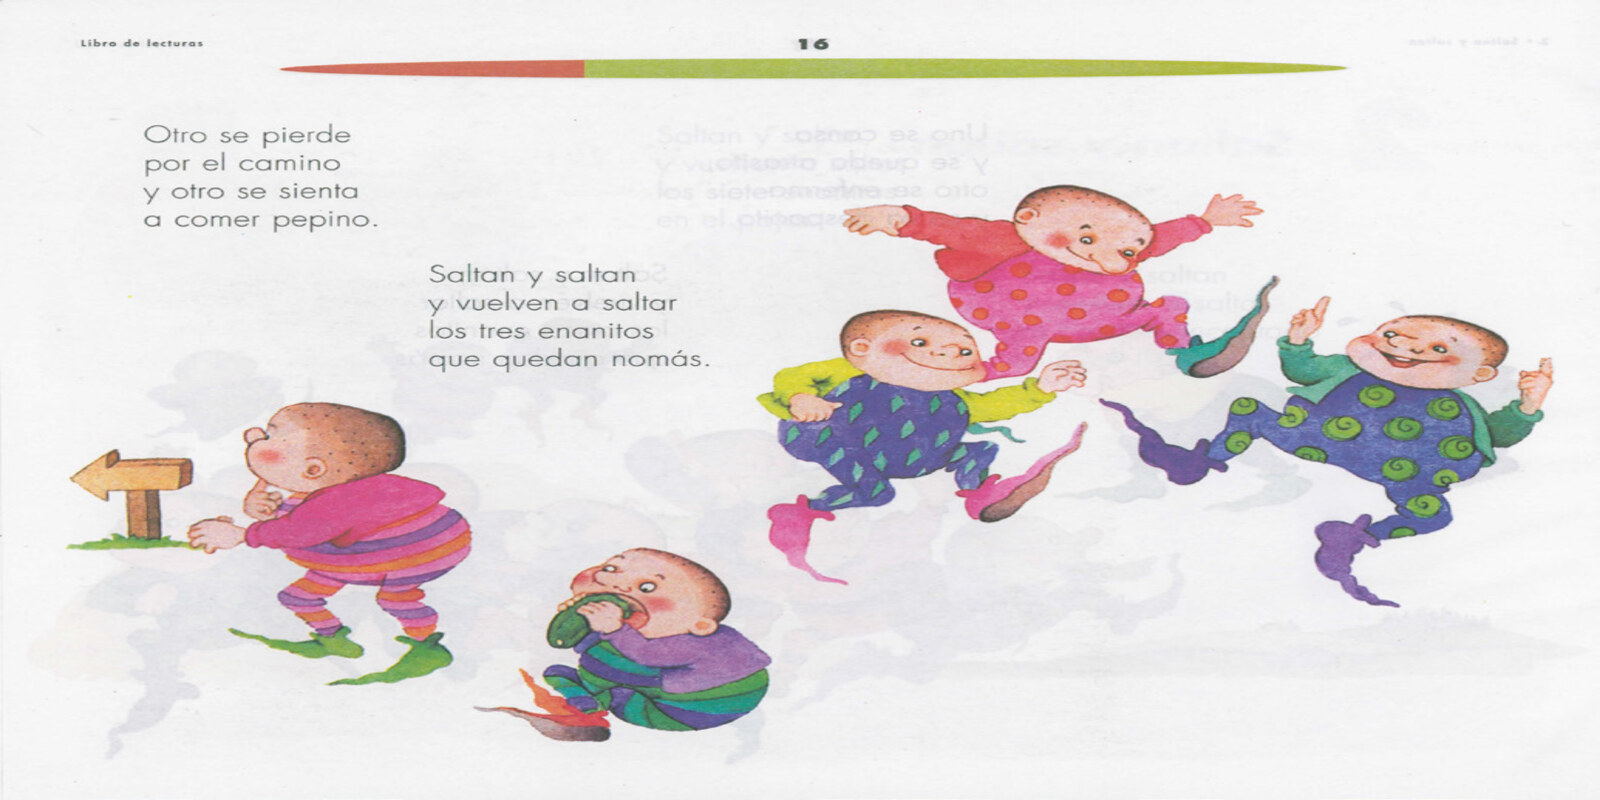 Libro de lecturas
16
Otro se pierde
por el camino
y otro se sienta
a comer pepino.
Saltan y saltan
y vuelven a saltar
los tres enanitos
que quedan nomás.